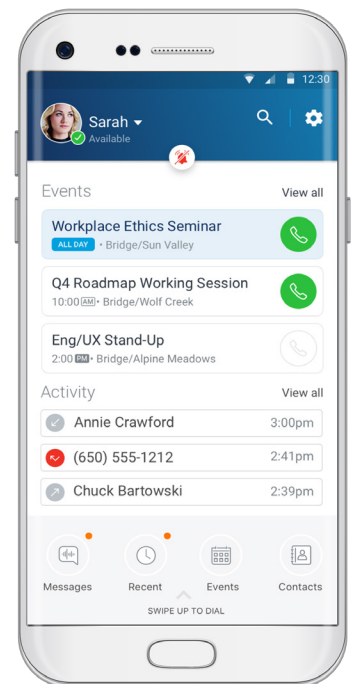 12:30
Sarah
Available
Events View all
Workplace Ethics Seminar
ALL DAY • Bridge/Sun Valley
Q4 Roadmap Working Session
10:00 AM • Bridge/Wolf Creek
Eng/UX Stand-Up
2:00 PM • Bridge/Alpine Meadows
Activity View all
Annie Crawford 3:00pm
(650) 555-1212 2:41pm
Chuck Bartowski 2:39pm
Messages Recent Events Contacts
SWIPE UP TO DIAL